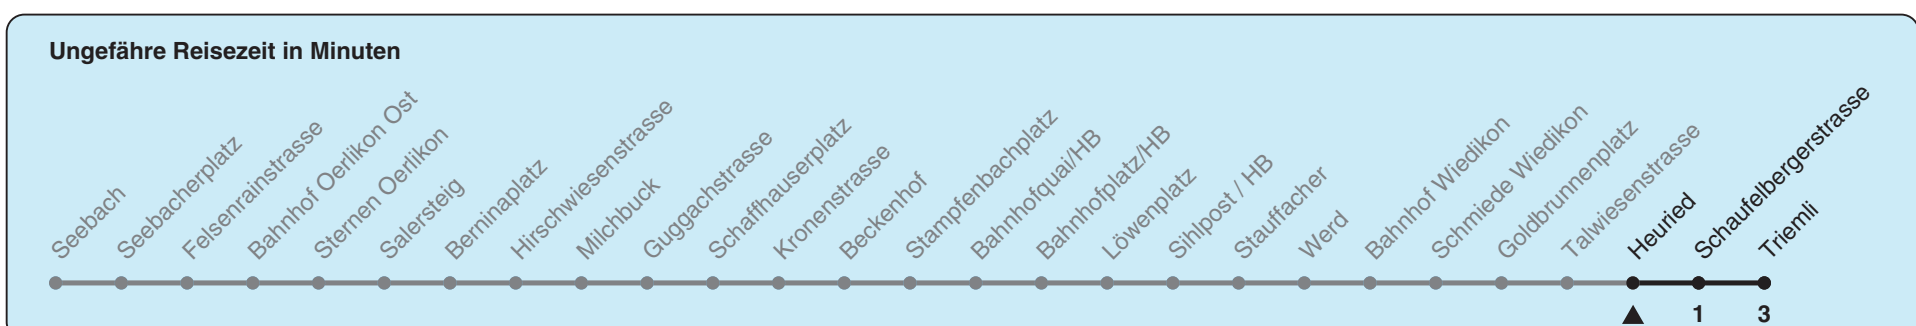 Ungefähre Reisezeit in Minuten
Seebach
Seebacherplatz
Felsenrainstrasse
Bahnhof Oerlikon Ost
Sternen Oerlikon
Salersteig
Berninaplatz
Hirschwiesenstrasse
Milchbuck
Guggachstrasse
Schaffhauserplatz
Kronenstrasse
Beckenhof
Stampfenbachplatz
Bahnhofquai/HB
Bahnhofplatz/HB
Löwenplatz
Sihlpost / HB
Stauffacher
Werd
Bahnhof Wiedikon
Schmiede Wiedikon
Goldbrunnenplatz
Talwiesenstrasse
Heuried
Schaufelbergerstrasse
Triemli
1 3